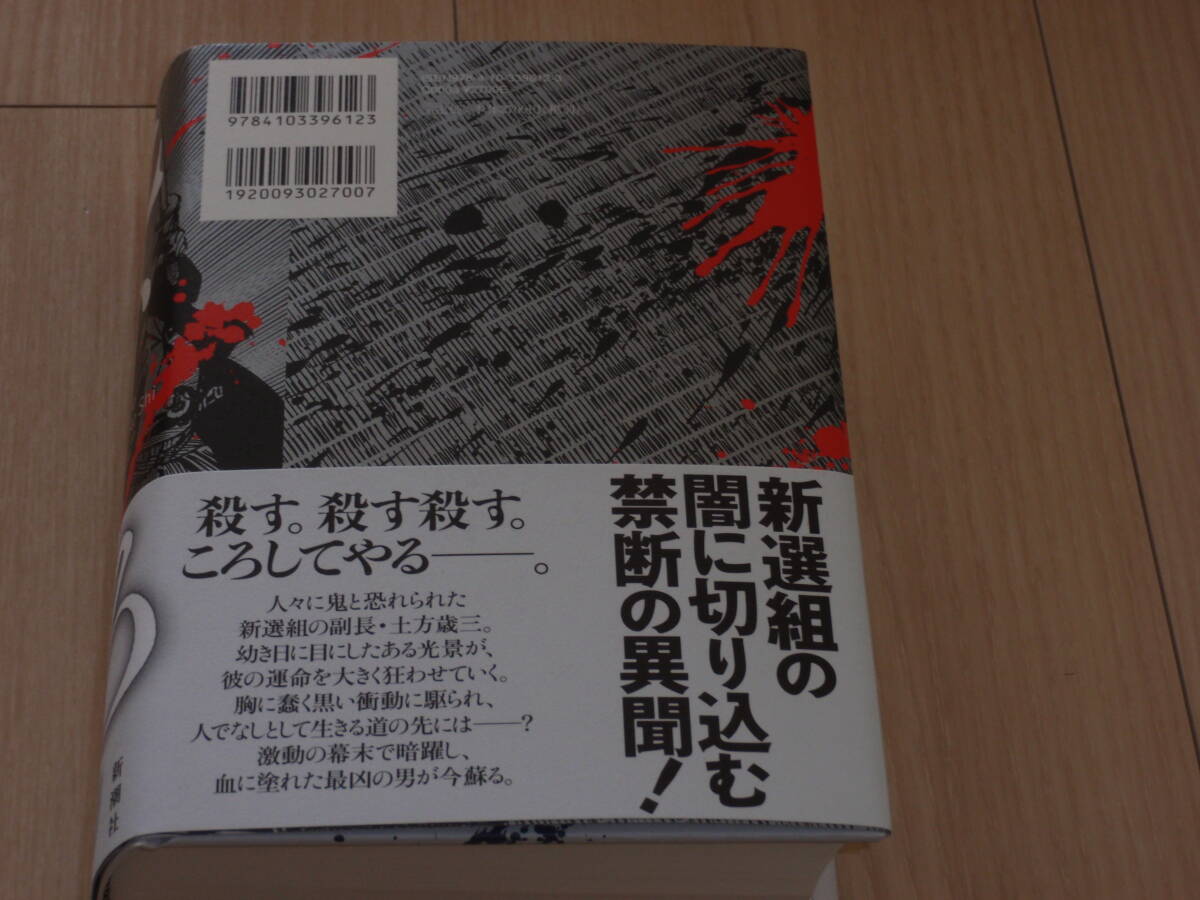 9784103396123
1920093027007
新選組の
闇に切り込む
禁断の異聞!
殺す。殺す殺す。
ころしてやる――。
人々に鬼と恐れられた
新選組の副長・土方歳三。
幼き日に目にしたある光景が、
彼の運命を大きく狂わせていく。
胸に蠢く黒い衝動に駆られ、
人でなしとして生きる道の先には――?
激動の幕末で暗躍し、
血に塗れた最凶の男が今蘇る。
新潮社